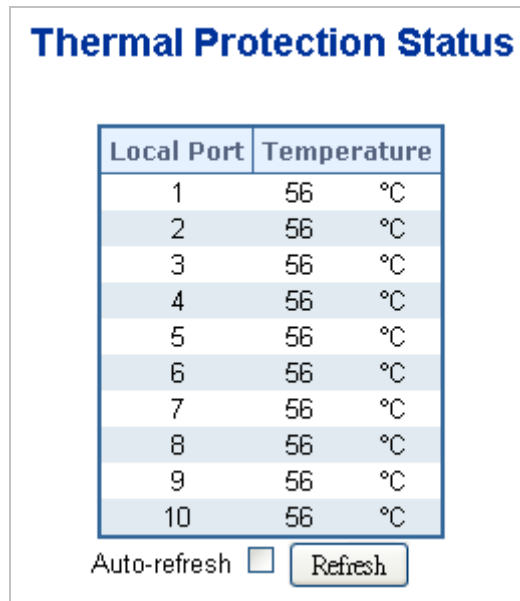 Thermal Protection Status
Local Port Temperature
1 56 °C
2 56 °C
3 56 °C
4 56 °C
5 56 °C
6 56 °C
7 56 °C
8 56 °C
9 56 °C
10 56 °C
Auto-refresh Refresh